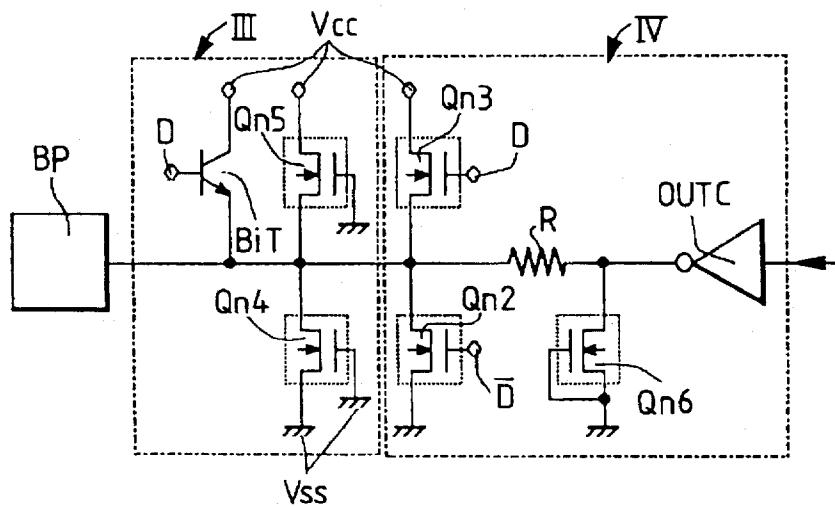 III
Vcc
IV
D
Qn5
Qn3
D
BP
BiT
R
OUTC
Qn4
Qn2
D̅
Qn6
Vss